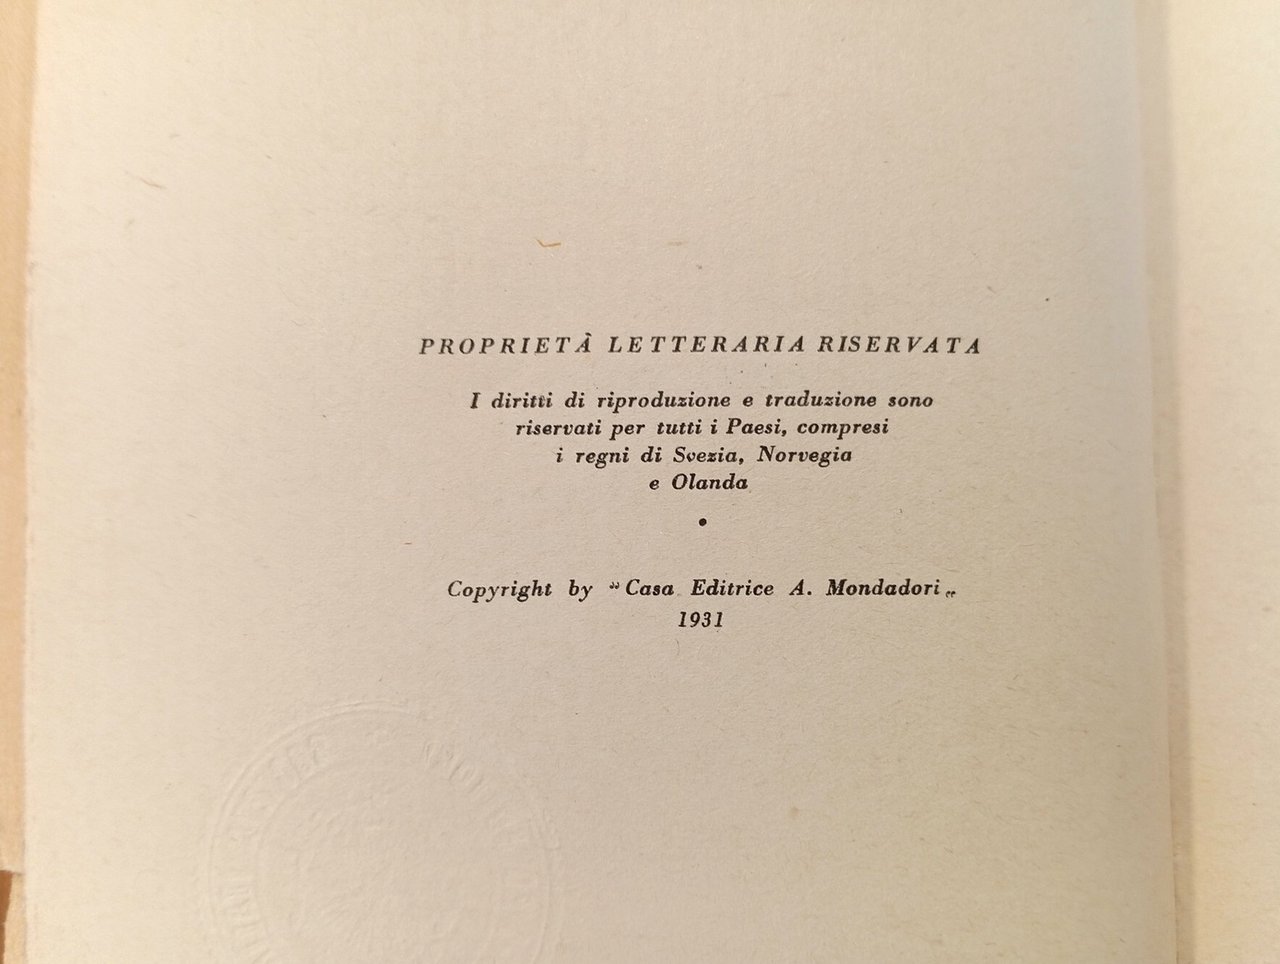 PROPRIETÀ LETTERARIA RISERVATA
I diritti di riproduzione e traduzione sono
riservati per tutti i Paesi, compresi
i regni di Svezia, Norvegia
e Olanda
•
Copyright by "Casa Editrice A. Mondadori„
1931